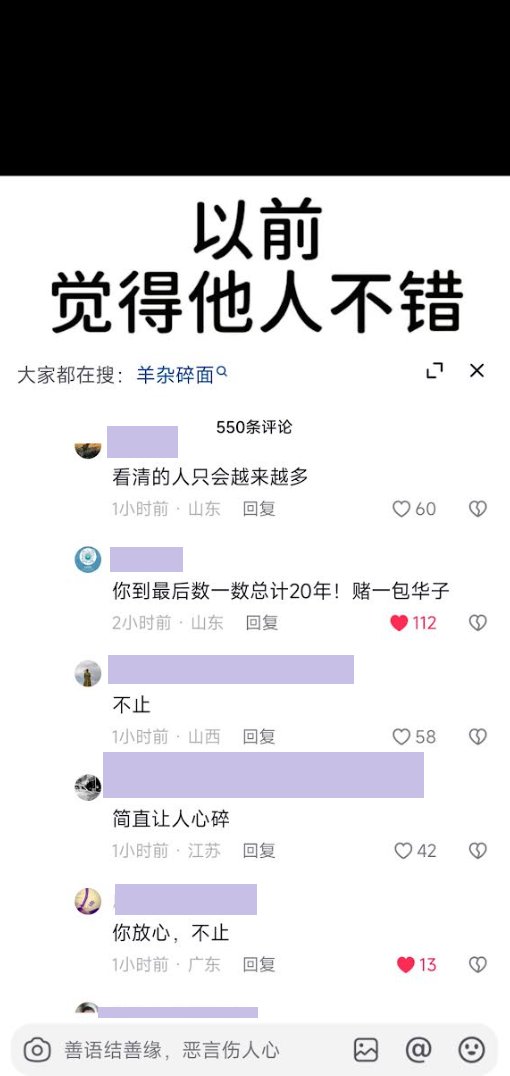 以前
觉得他人不错
大家都在搜：羊杂碎面
550条评论
看清的人只会越来越多
1小时前 · 山东 回复 60
你到最后数一数总计20年！赌一包华子
2小时前 · 山东 回复 112
不止
1小时前 · 山西 回复 58
简直让人心碎
1小时前 · 江苏 回复 42
你放心，不止
1小时前 · 广东 回复 13
善语结善缘，恶言伤人心